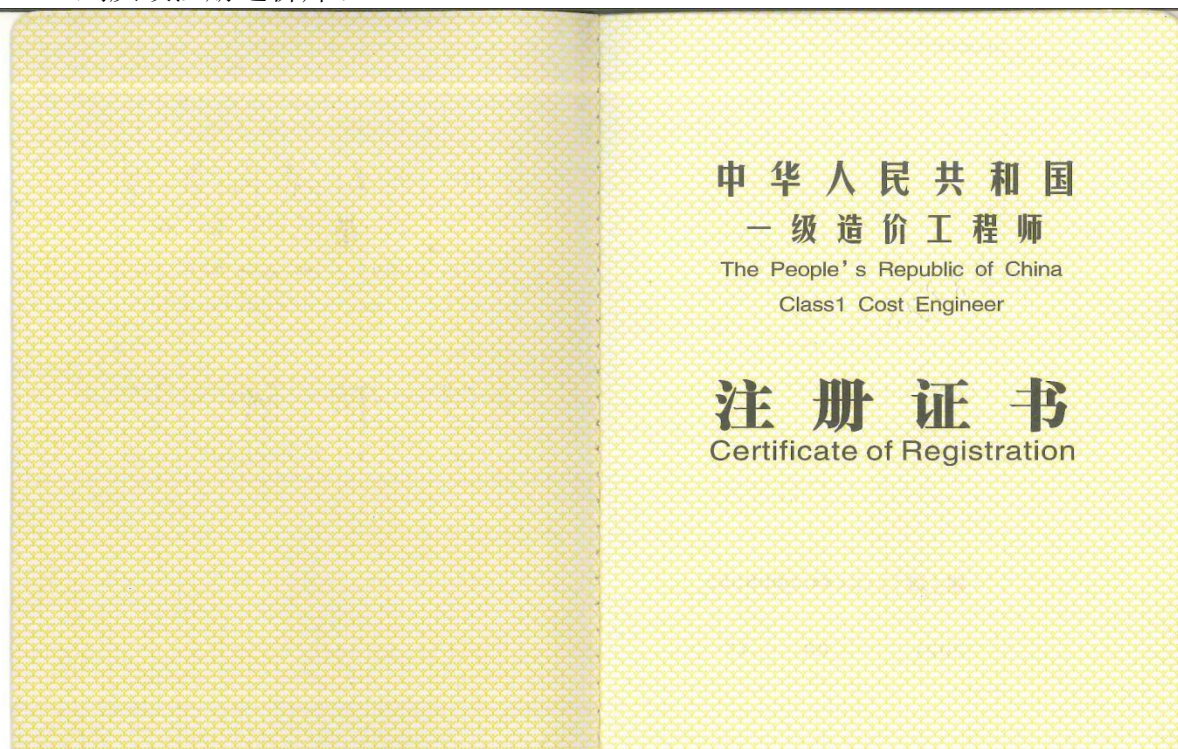 中华人民共和国
一级造价工程师
The People's Republic of China
Class1 Cost Engineer
注册证书
Certificate of Registration